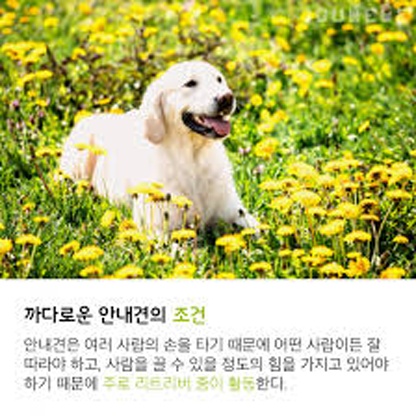 까다로운 안내견의 조건
안내견은 여러 사람의 손을 타기 때문에 어떤 사람이든 잘
따라야 하고, 사람을 끌 수 있을 정도의 힘을 가지고 있어야
하기 때문에 주로 리트리버 종이 활동한다.